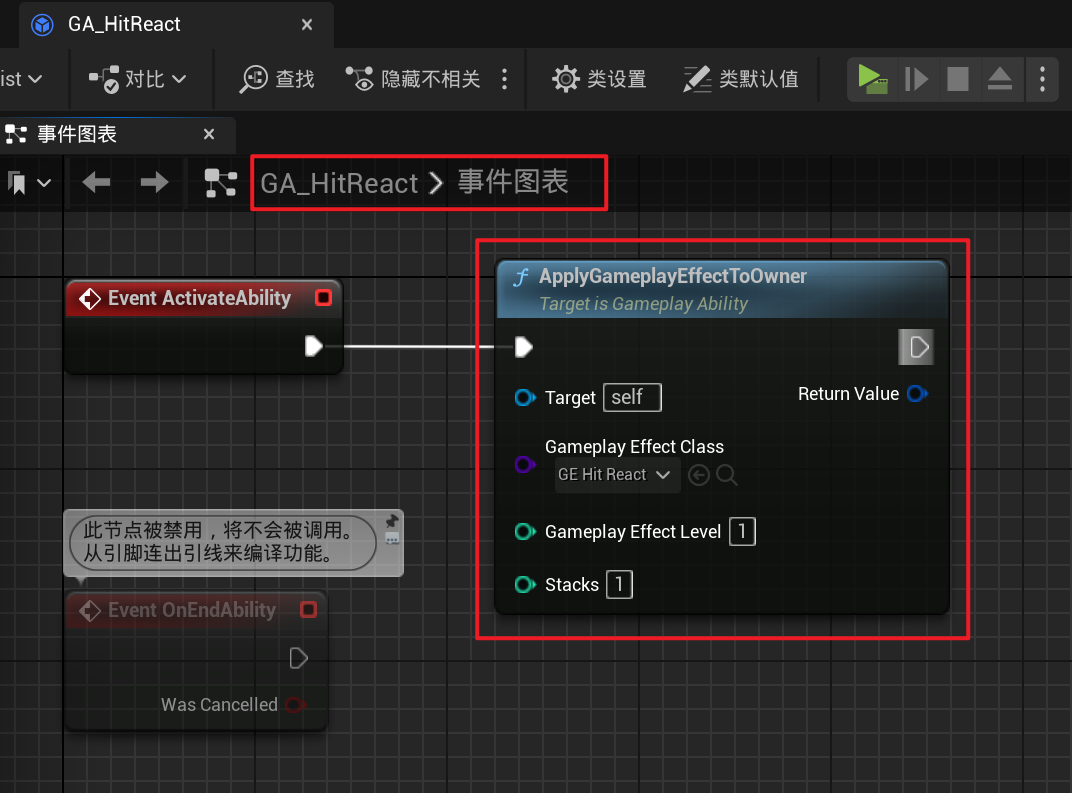 GA_HitReact
ist 对比 查找 隐藏不相关 类设置 类默认值
事件图表
GA_HitReact > 事件图表
ApplyGameplayEffectToOwner
Target is Gameplay Ability
Event ActivateAbility
Target self
Return Value
Gameplay Effect Class
GE Hit React
Gameplay Effect Level 1
Stacks 1
此节点被禁用，将不会被调用。
从引脚连出引线来编译功能。
Event OnEndAbility
Was Cancelled